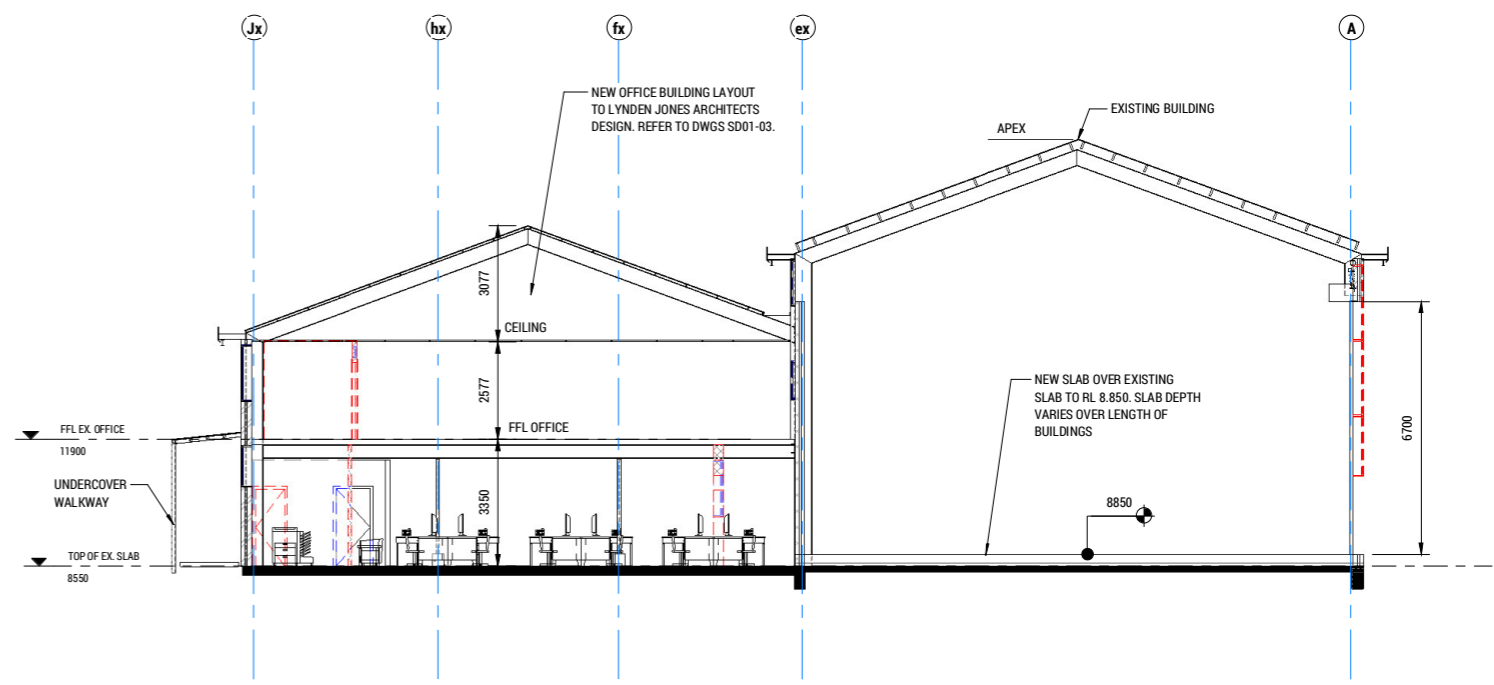 Jx
hx
fx
ex
A
NEW OFFICE BUILDING LAYOUT
TO LYNDEN JONES ARCHITECTS
DESIGN. REFER TO DWGS SD01-03.
EXISTING BUILDING
APEX
3077
CEILING
2577
FFL OFFICE
FFL EX. OFFICE
11900
NEW SLAB OVER EXISTING
SLAB TO RL 8.850. SLAB DEPTH
VARIES OVER LENGTH OF
BUILDINGS
6700
UNDERCOVER
WALKWAY
3350
8850
TOP OF EX. SLAB
8550